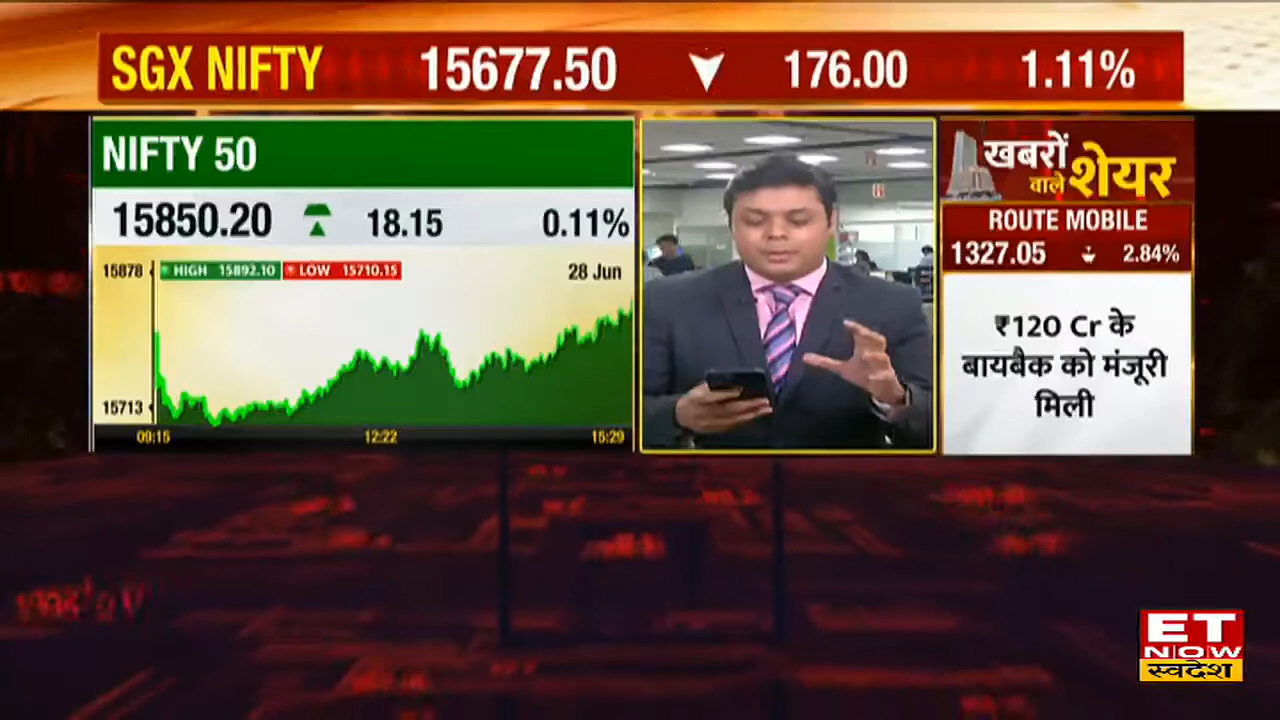 SGX NIFTY 15677.50 176.00 1.11%
NIFTY 50
15850.20 18.15 0.11%
15878 HIGH 15892.10 LOW 15710.15 28 Jun
15713
09:15 12:22 15:29
खबरों
वाले शेयर
ROUTE MOBILE
1327.05 2.84%
₹120 Cr के
बायबैक को मंजूरी
मिली
ET
NOW
स्वदेश